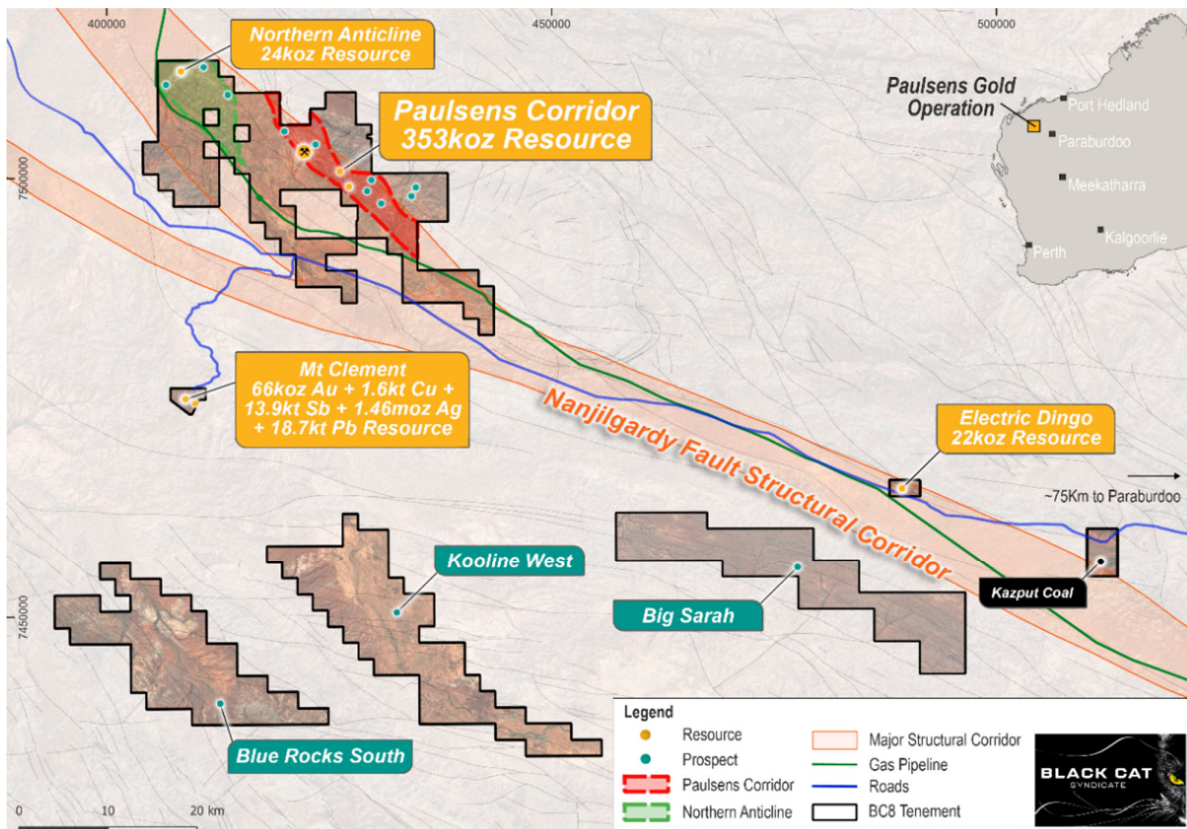 400000
450000
500000
7500000
7450000
Northern Anticline
24koz Resource
Paulsens Corridor
353koz Resource
Paulsens Gold
Operation
Port Hedland
Paraburdoo
Meekatharra
Kalgoorlie
Perth
Mt Clement
66koz Au + 1.6kt Cu +
13.9kt Sb + 1.46moz Ag
+ 18.7kt Pb Resource
Nanjilgardy Fault Structural Corridor
Electric Dingo
22koz Resource
~75Km to Paraburdoo
Kazput Coal
Kooline West
Big Sarah
Blue Rocks South
0 10 20 km
Legend
Resource
Prospect
Paulsens Corridor
Northern Anticline
Major Structural Corridor
Gas Pipeline
Roads
BC8 Tenement
BLACK CAT
SYNDICATE